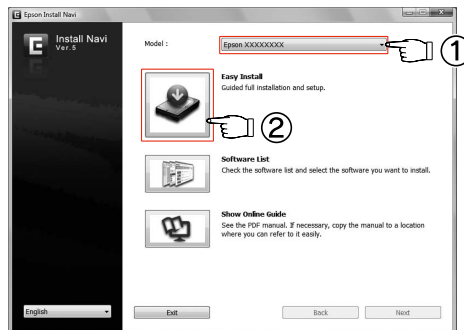 Epson Install Navi
Install Navi
Ver.5
Model :
Epson XXXXXXXX
1
Easy Install
Guided full installation and setup.
2
Software List
Check the software list and select the software you want to install.
Show Online Guide
See the PDF manual. If necessary, copy the manual to a location
where you can refer to it easily.
English
Exit
Back
Next